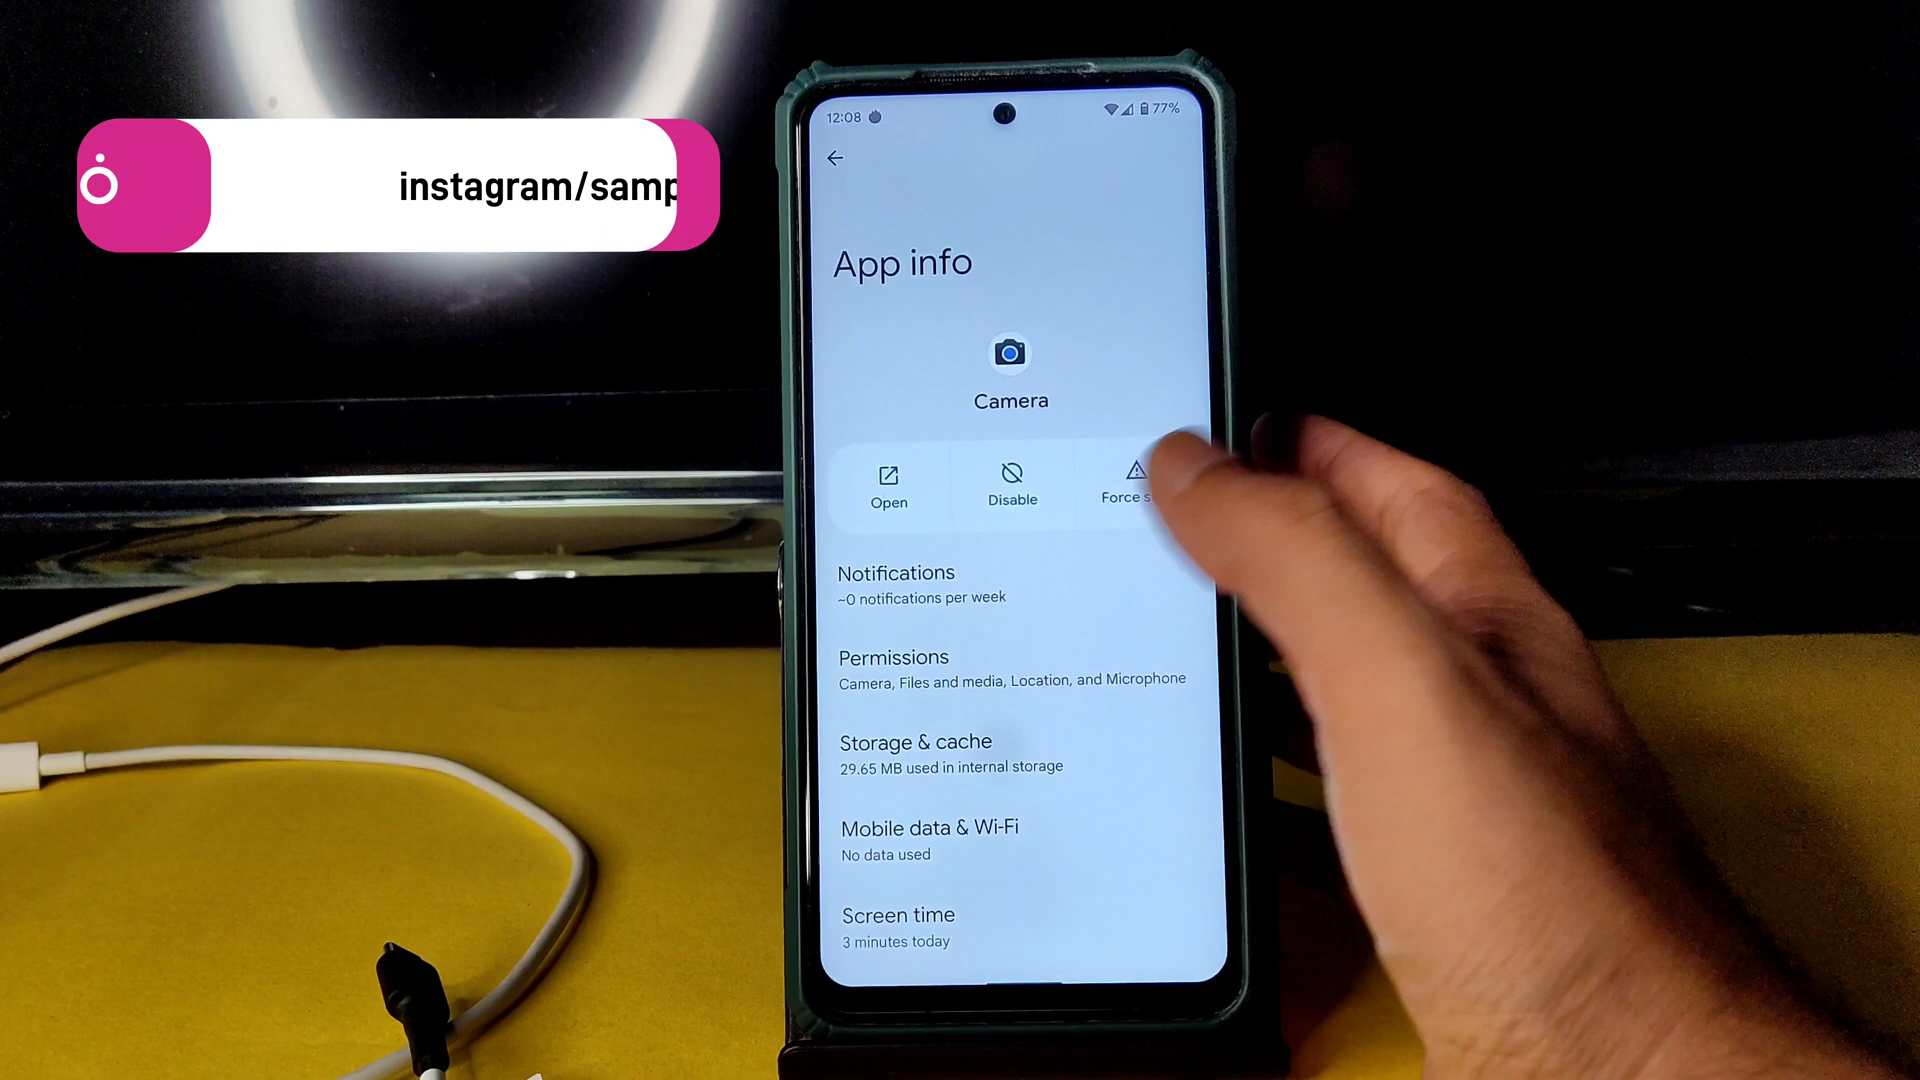 instagram/samp
12:08
77%
App info
Camera
Open
Disable
Force
Notifications
~0 notifications per week
Permissions
Camera, Files and media, Location, and Microphone
Storage & cache
29.65 MB used in internal storage
Mobile data & Wi-Fi
No data used
Screen time
3 minutes today